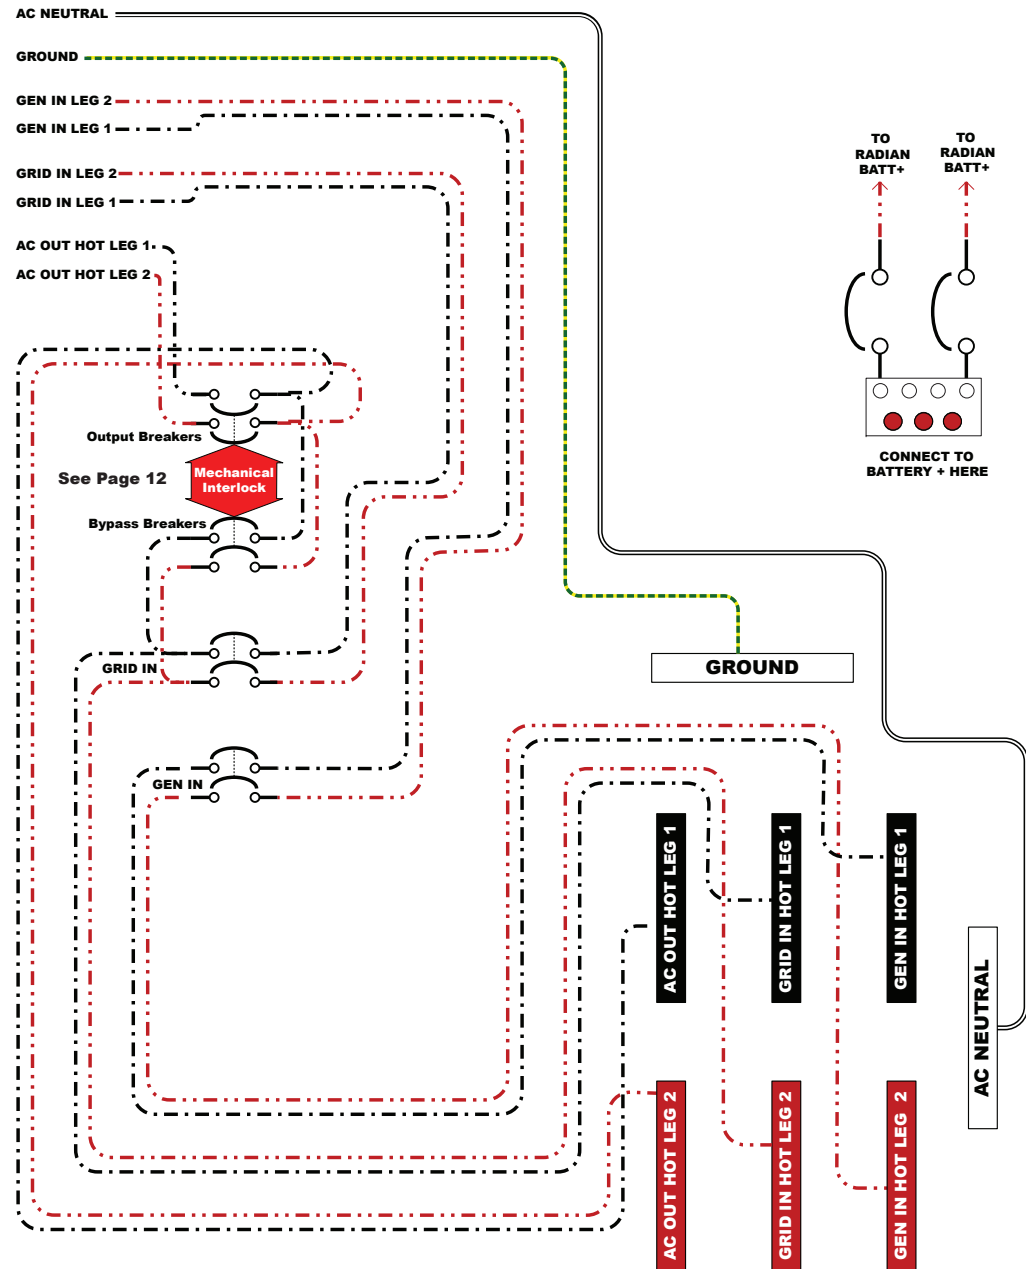 AC NEUTRAL
GROUND
GEN IN LEG 2
GEN IN LEG 1
GRID IN LEG 2
GRID IN LEG 1
AC OUT HOT LEG 1
AC OUT HOT LEG 2
TO
RADIAN
BATT+
TO
RADIAN
BATT+
CONNECT TO
BATTERY + HERE
Output Breakers
See Page 12
Mechanical
Interlock
Bypass Breakers
GRID IN
GEN IN
GROUND
AC OUT HOT LEG 1
GRID IN HOT LEG 1
GEN IN HOT LEG 1
AC NEUTRAL
AC OUT HOT LEG 2
GRID IN HOT LEG 2
GEN IN HOT LEG 2